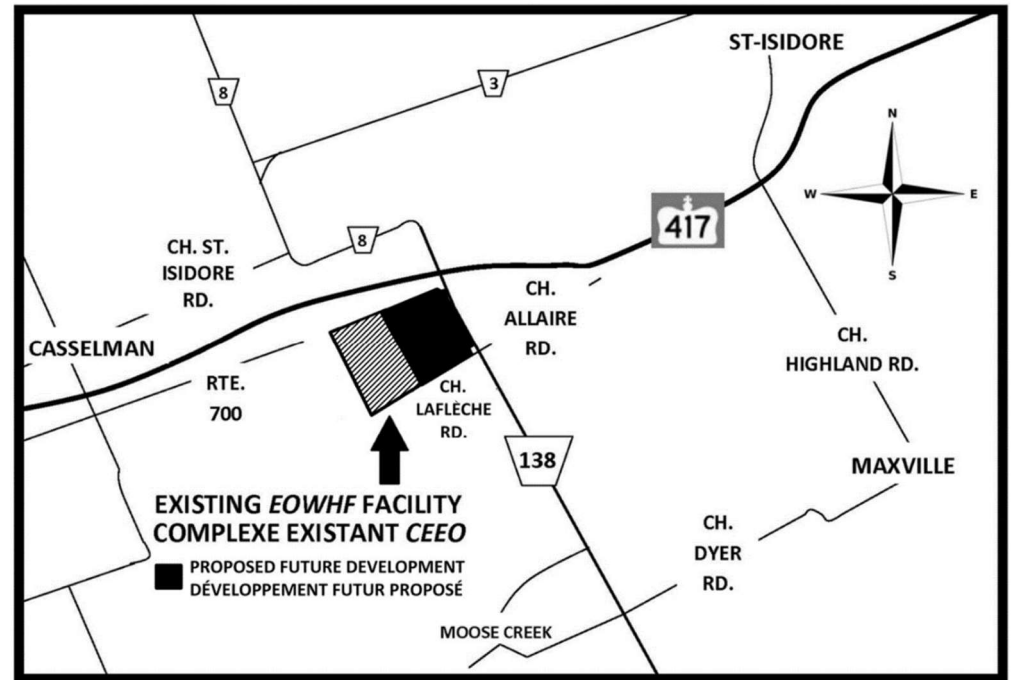 ST-ISIDORE
8
3
N
W
E
S
417
8
CH. ST.
ISIDORE
RD.
CH.
ALLAIRE
RD.
CASSELMAN
CH.
HIGHLAND RD.
RTE.
700
CH.
LAFLÈCHE
RD.
138
MAXVILLE
EXISTING EOWHF FACILITY
COMPLEXE EXISTANT CEEO
PROPOSED FUTURE DEVELOPMENT
DÉVELOPPEMENT FUTUR PROPOSÉ
CH.
DYER
RD.
MOOSE CREEK